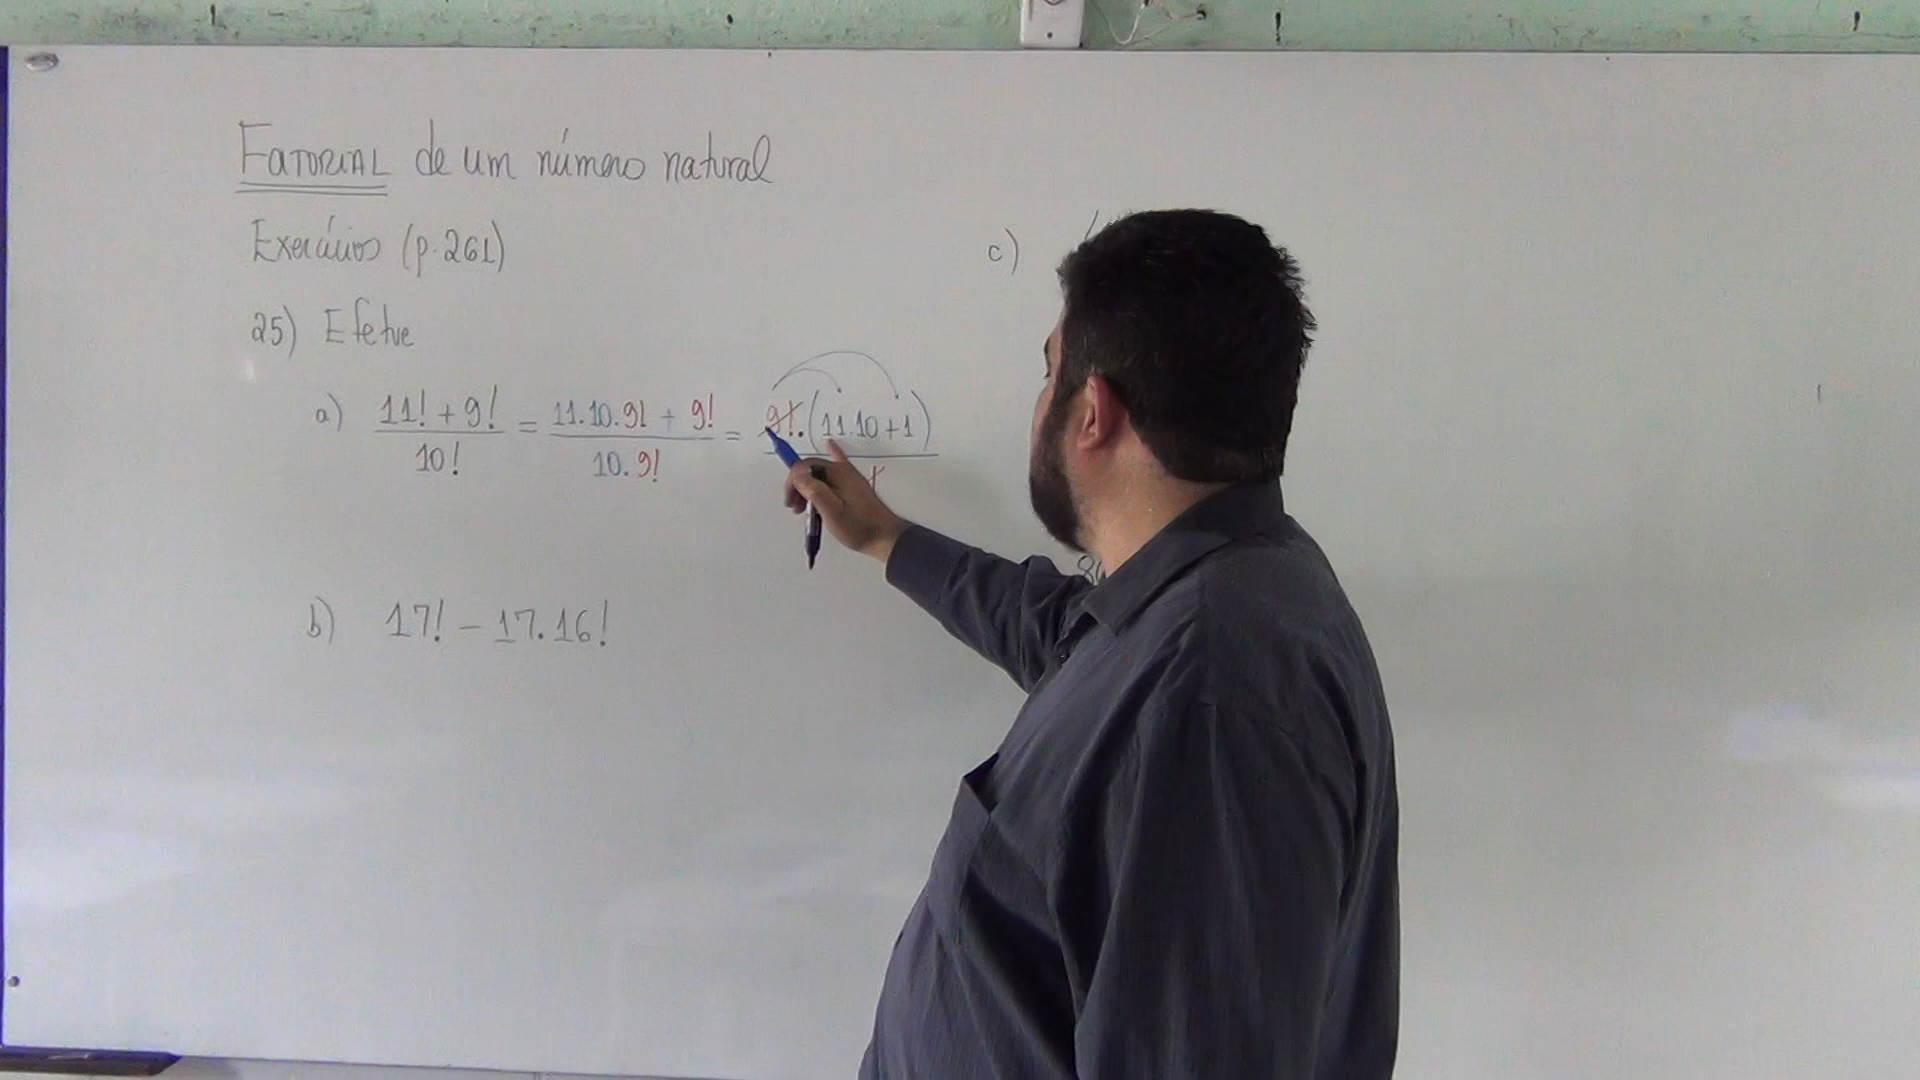 FATORIAL de um número natural
Exercícios (p. 261)
25) Efetue
a) 11! + 9! / 10! = 11.10.9! + 9! / 10.9! = 9!.(11.10+1)
b) 17! - 17.16!
c)